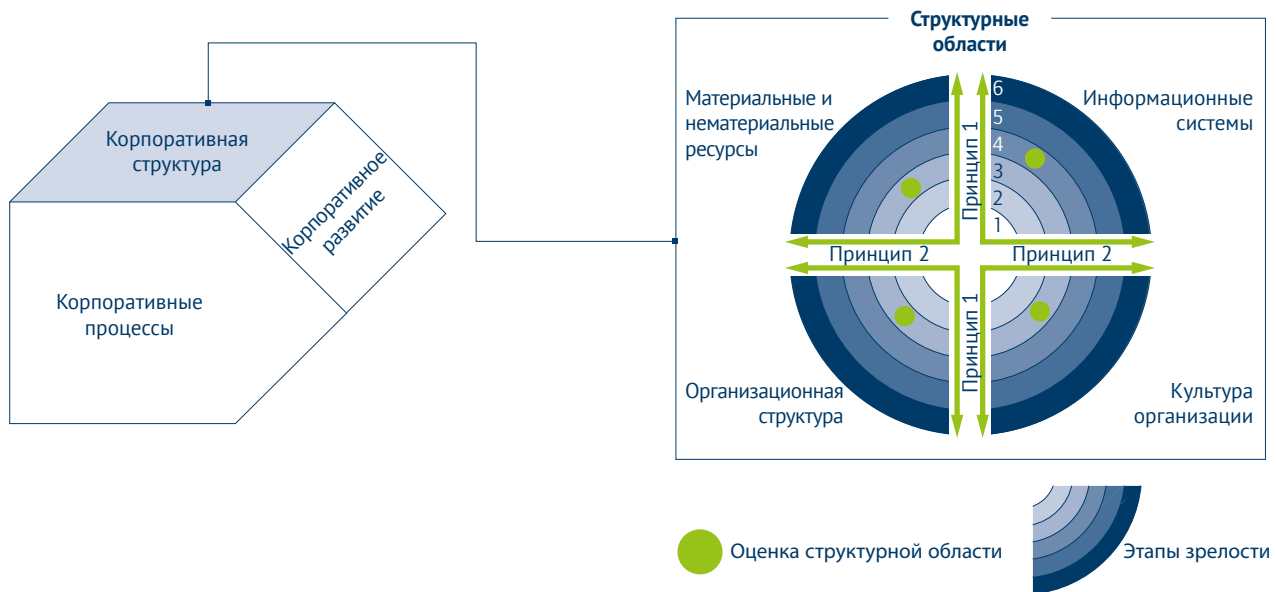 Корпоративная
структура
Корпоративное
развитие
Корпоративные
процессы
Структурные
области
Материальные и
нематериальные
ресурсы
Информационные
системы
6
5
4
3
2
1
Принцип 1
Принцип 1
Принцип 2
Принцип 2
Организационная
структура
Культура
организации
Оценка структурной области
Этапы зрелости